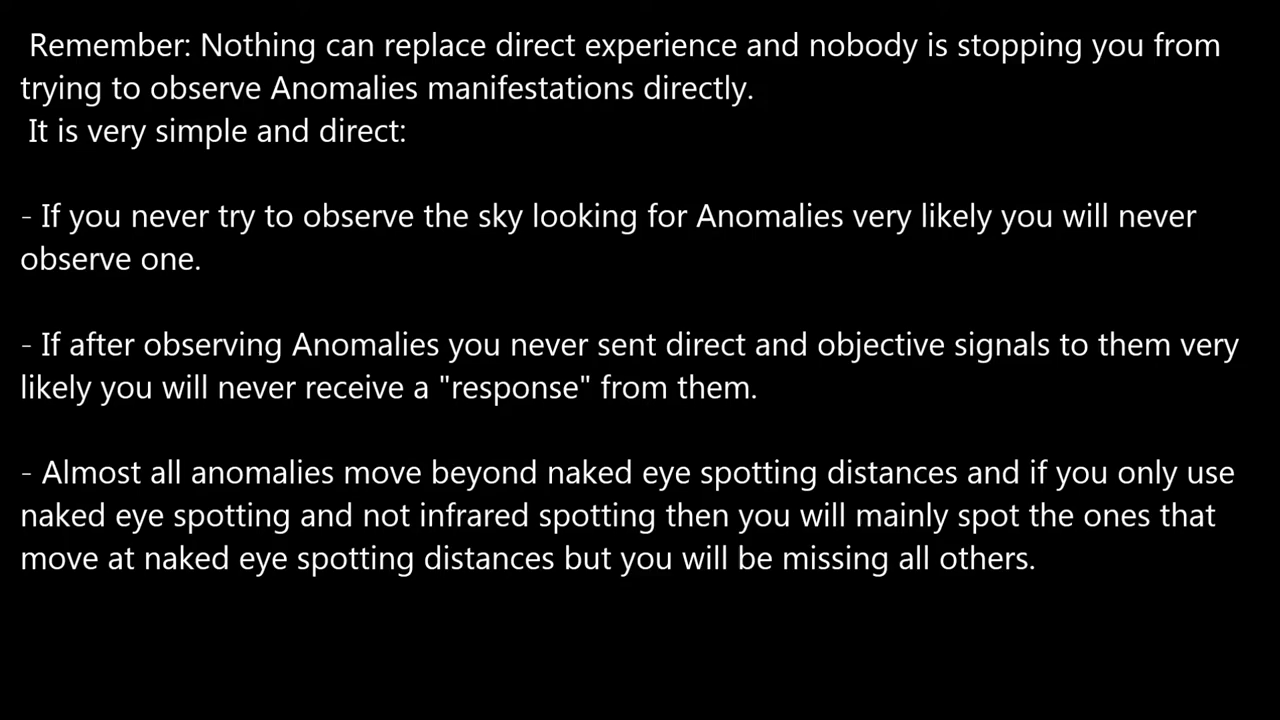 Remember: Nothing can replace direct experience and nobody is stopping you from
trying to observe Anomalies manifestations directly.
It is very simple and direct:
- If you never try to observe the sky looking for Anomalies very likely you will never
observe one.
- If after observing Anomalies you never sent direct and objective signals to them very
likely you will never receive a "response" from them.
- Almost all anomalies move beyond naked eye spotting distances and if you only use
naked eye spotting and not infrared spotting then you will mainly spot the ones that
move at naked eye spotting distances but you will be missing all others.